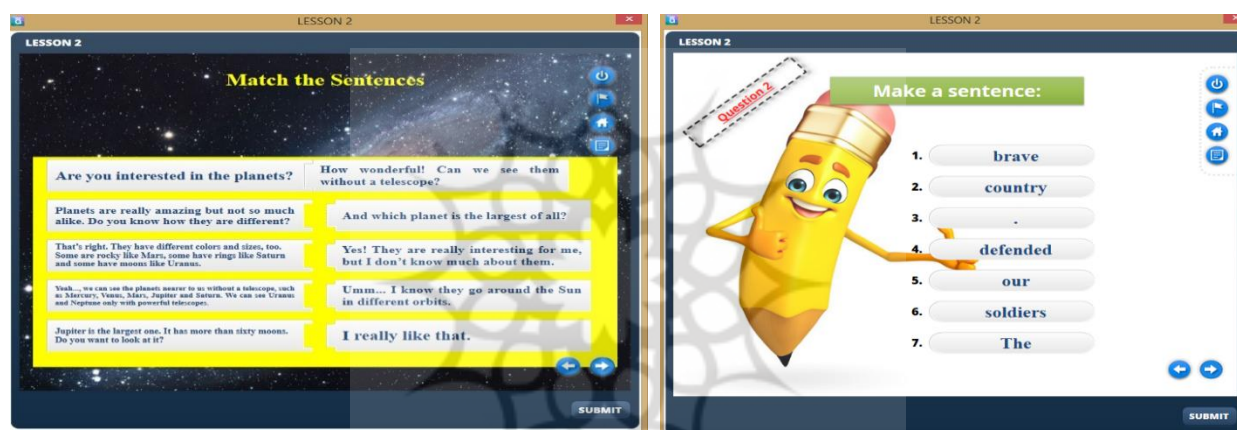 LESSON 2
LESSON 2
Match the Sentences
Are you interested in the planets?
How wonderful! Can we see them
without a telescope?
Planets are really amazing but not so much
alike. Do you know how they are different?
And which planet is the largest of all?
That's right. They have different colors and sizes, too.
Some are rocky like Mars, some have rings like Saturn
and some have moons like Uranus.
Yes! They are really interesting for me,
but I don't know much about them.
Yeah..., we can see the planets nearer to us without a telescope, such
as Mercury, Venus, Mars, Jupiter and Saturn. We can see Uranus
and Neptune only with powerful telescopes.
Umm... I know they go around the Sun
in different orbits.
Jupiter is the largest one. It has more than sixty moons.
Do you want to look at it?
I really like that.
SUBMIT
LESSON 2
LESSON 2
Question 2
Make a sentence:
1. brave
2. country
3. .
4. defended
5. our
6. soldiers
7. The
SUBMIT